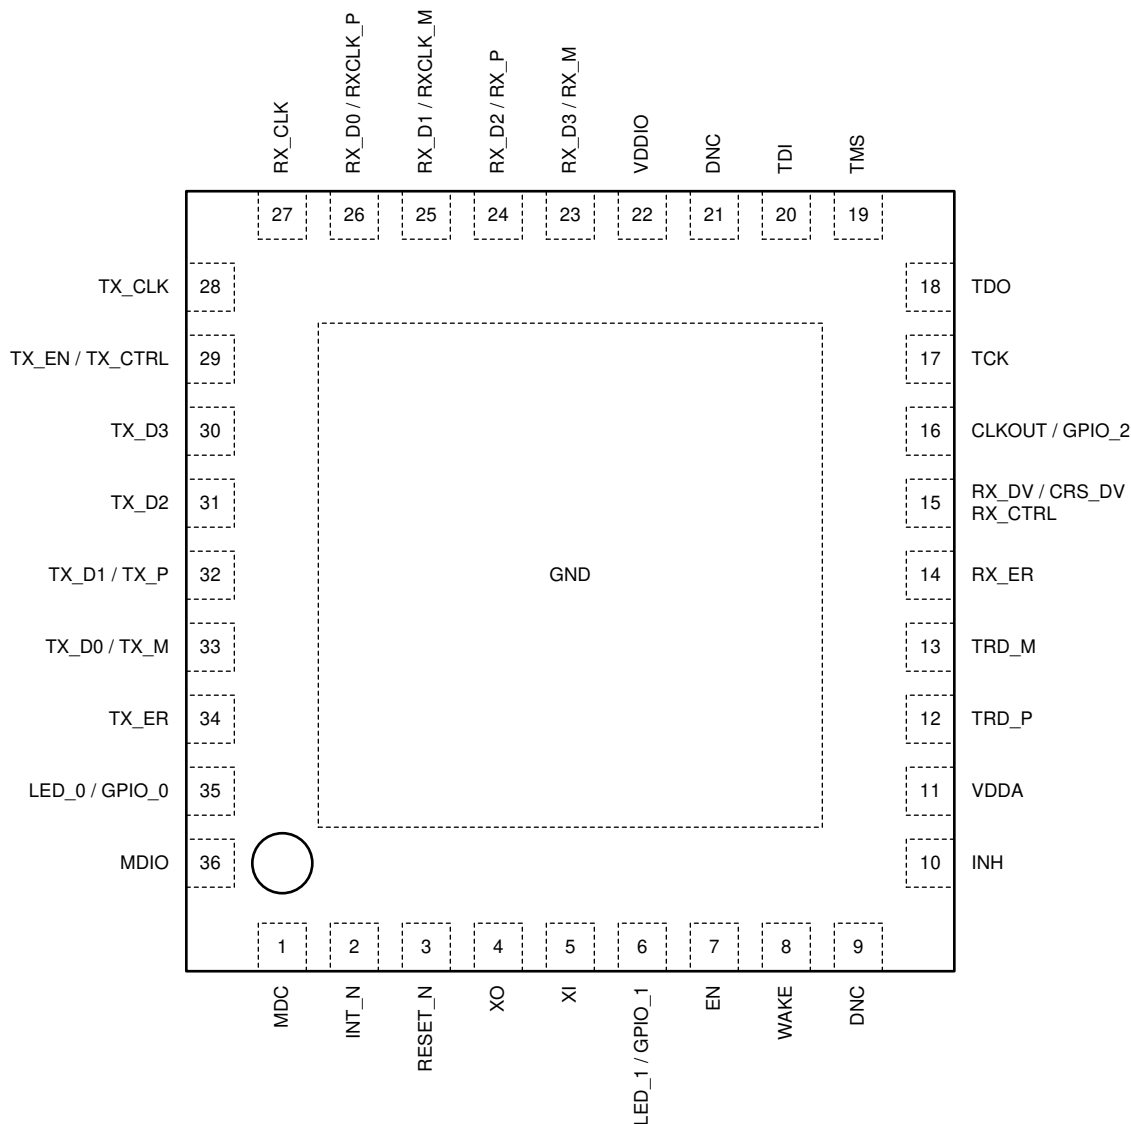 RX_CLK
RX_D0 / RXCLK_P
RX_D1 / RXCLK_M
RX_D2 / RX_P
RX_D3 / RX_M
VDDIO
DNC
TDI
TMS
27
26
25
24
23
22
21
20
19
TX_CLK
28
18
TDO
TX_EN / TX_CTRL
29
17
TCK
TX_D3
30
16
CLKOUT / GPIO_2
TX_D2
31
15
RX_DV / CRS_DV
RX_CTRL
TX_D1 / TX_P
32
GND
14
RX_ER
TX_D0 / TX_M
33
13
TRD_M
TX_ER
34
12
TRD_P
LED_0 / GPIO_0
35
11
VDDA
MDIO
36
10
INH
1
2
3
4
5
6
7
8
9
MDC
INT_N
RESET_N
XO
XI
LED_1 / GPIO_1
EN
WAKE
DNC